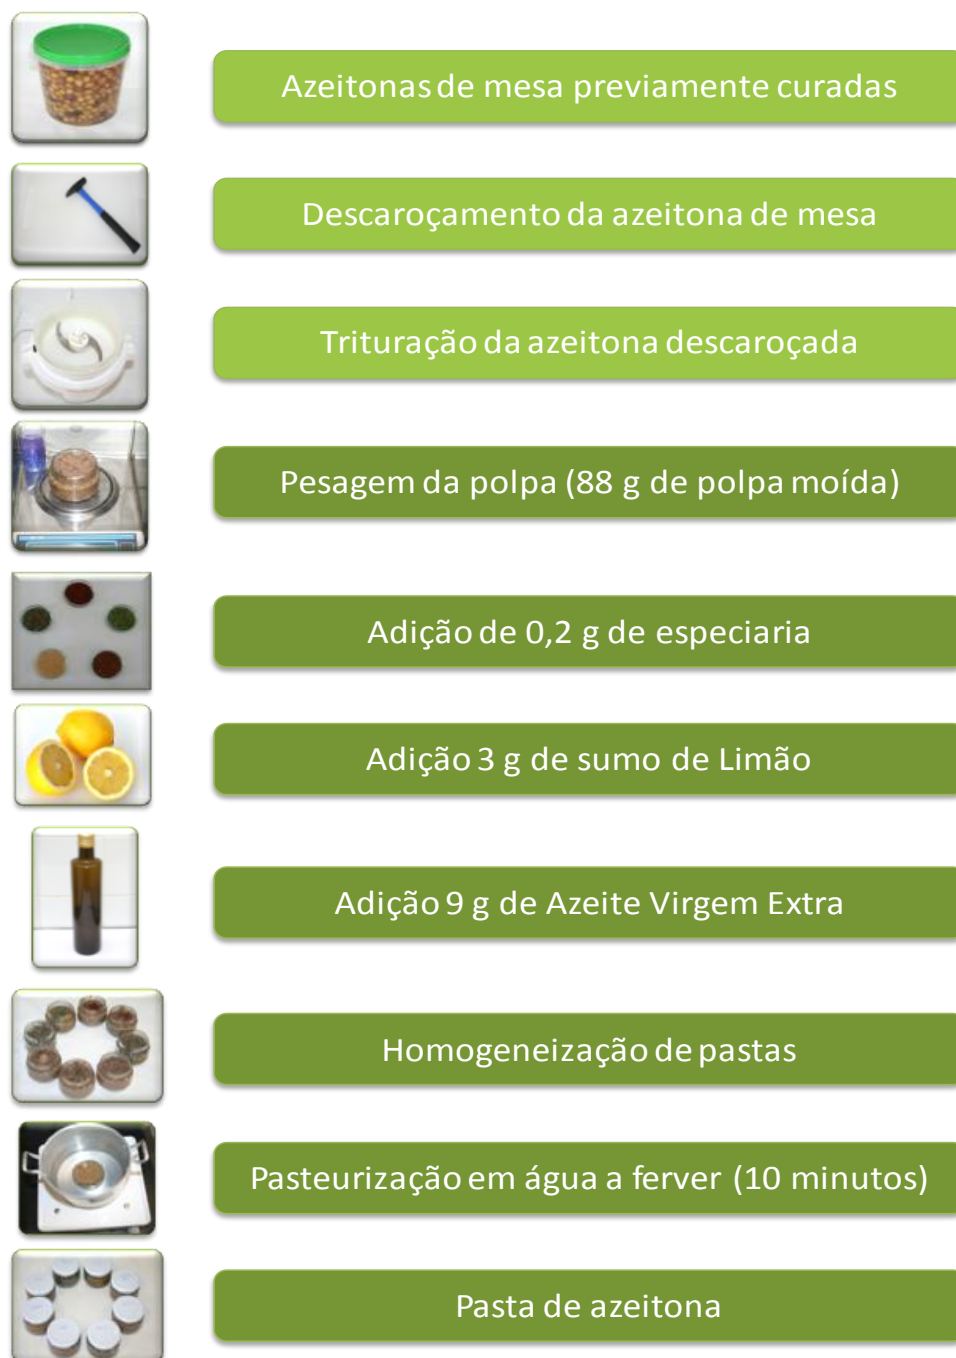 Azeitonas de mesa previamente curadas
Descaroçamento da azeitona de mesa
Trituração da azeitona descaroçada
Pesagem da polpa (88 g de polpa moída)
Adição de 0,2 g de especiaria
Adição 3 g de sumo de Limão
Adição 9 g de Azeite Virgem Extra
Homogeneização de pastas
Pasteurização em água a ferver (10 minutos)
Pasta de azeitona